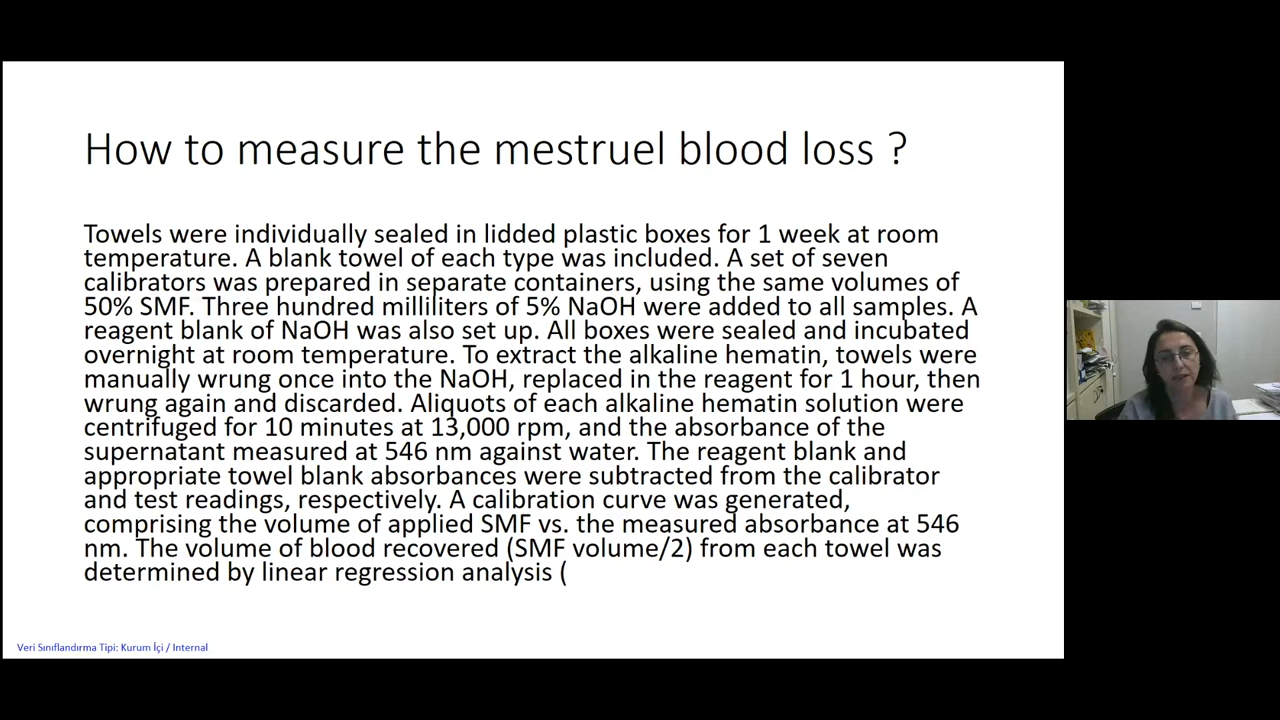 How to measure the mestruel blood loss ?
Towels were individually sealed in lidded plastic boxes for 1 week at room
temperature. A blank towel of each type was included. A set of seven
calibrators was prepared in separate containers, using the same volumes of
50% SMF. Three hundred milliliters of 5% NaOH were added to all samples. A
reagent blank of NaOH was also set up. All boxes were sealed and incubated
overnight at room temperature. To extract the alkaline hematin, towels were
manually wrung once into the NaOH, replaced in the reagent for 1 hour, then
wrung again and discarded. Aliquots of each alkaline hematin solution were
centrifuged for 10 minutes at 13,000 rpm, and the absorbance of the
supernatant measured at 546 nm against water. The reagent blank and
appropriate towel blank absorbances were subtracted from the calibrator
and test readings, respectively. A calibration curve was generated,
comprising the volume of applied SMF vs. the measured absorbance at 546
nm. The volume of blood recovered (SMF volume/2) from each towel was
determined by linear regression analysis (
Veri Sınıflandırma Tipi: Kurum İçi / Internal